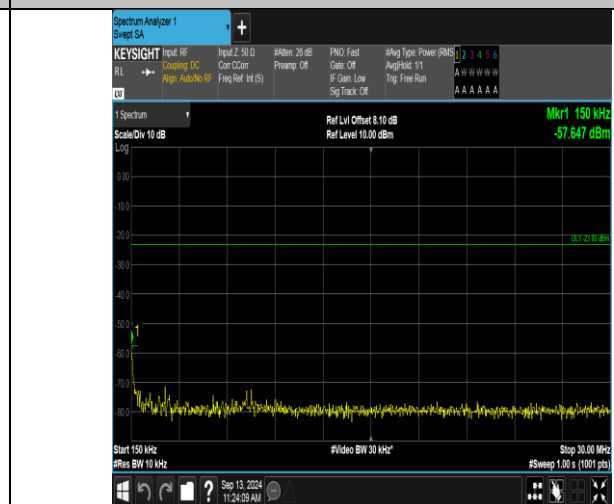 Spectrum Analyzer 1
Swept SA
+
KEYSIGHT Input: RF Input Z: 50 Ω #Atten: 26 dB PNO: Fast #Avg Type: Power (RMS 1 2 3 4 5 6
RL Coupling: DC Corr CCorr Preamp: Off Gate: Off Avg|Hold: 1/1 A W W W W W
Align: Auto/No RF Freq Ref: Int (S) IF Gain: Low Trig: Free Run A A A A A A
Sig Track: Off
1 Spectrum Ref Lvl Offset 8.10 dB Mkr1 150 kHz
Scale/Div 10 dB Ref Level 10.00 dBm -57.647 dBm
Log
0.00
-10.0
-20.0
DL1 -23.00 dBm
-30.0
-40.0
-50.0
1
-60.0
-70.0
-80.0
Start 150 kHz #Video BW 30 kHz* Stop 30.00 MHz
#Res BW 10 kHz #Sweep 1.00 s (1001 pts)
? Sep 13, 2024
11:24:09 AM